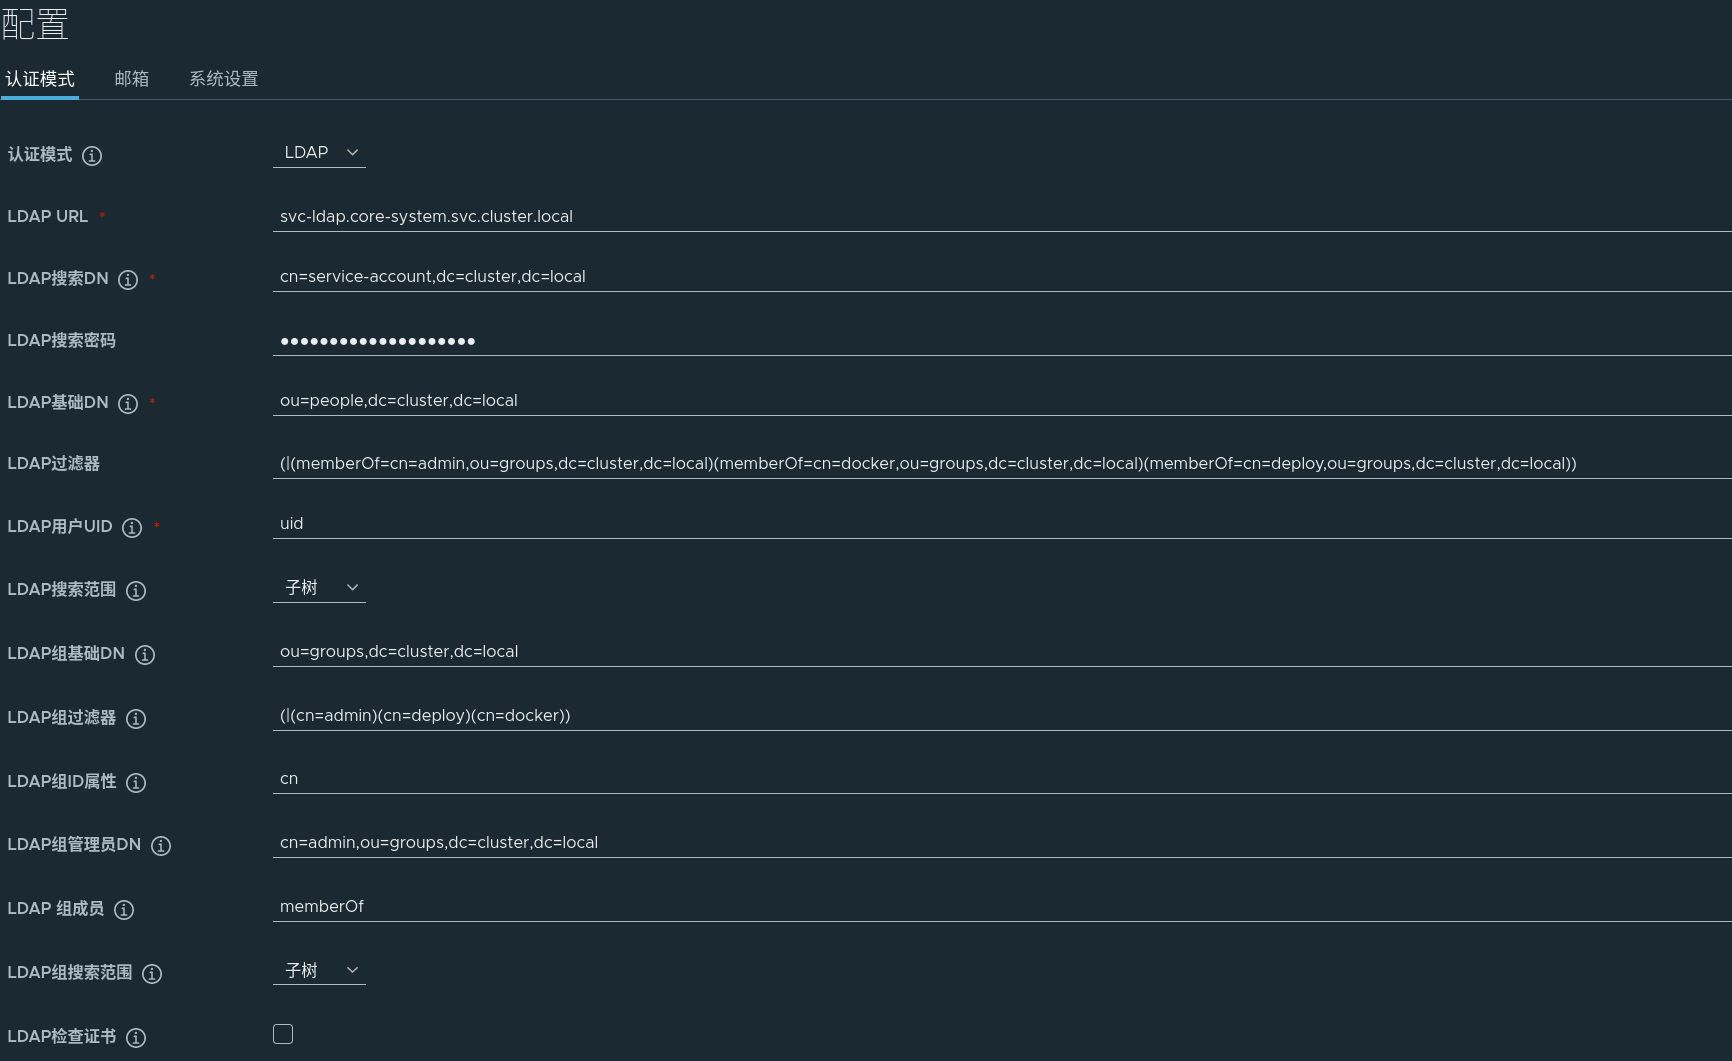 配置
认证模式 邮箱 系统设置
认证模式 LDAP
LDAP URL * svc-ldap.core-system.svc.cluster.local
LDAP搜索DN * cn=service-account,dc=cluster,dc=local
LDAP搜索密码 ••••••••••••••••••••
LDAP基础DN * ou=people,dc=cluster,dc=local
LDAP过滤器 (|(memberOf=cn=admin,ou=groups,dc=cluster,dc=local)(memberOf=cn=docker,ou=groups,dc=cluster,dc=local)(memberOf=cn=deploy,ou=groups,dc=cluster,dc=local))
LDAP用户UID * uid
LDAP搜索范围 子树
LDAP组基础DN ou=groups,dc=cluster,dc=local
LDAP组过滤器 (|(cn=admin)(cn=deploy)(cn=docker))
LDAP组ID属性 cn
LDAP组管理员DN cn=admin,ou=groups,dc=cluster,dc=local
LDAP 组成员 memberOf
LDAP组搜索范围 子树
LDAP检查证书